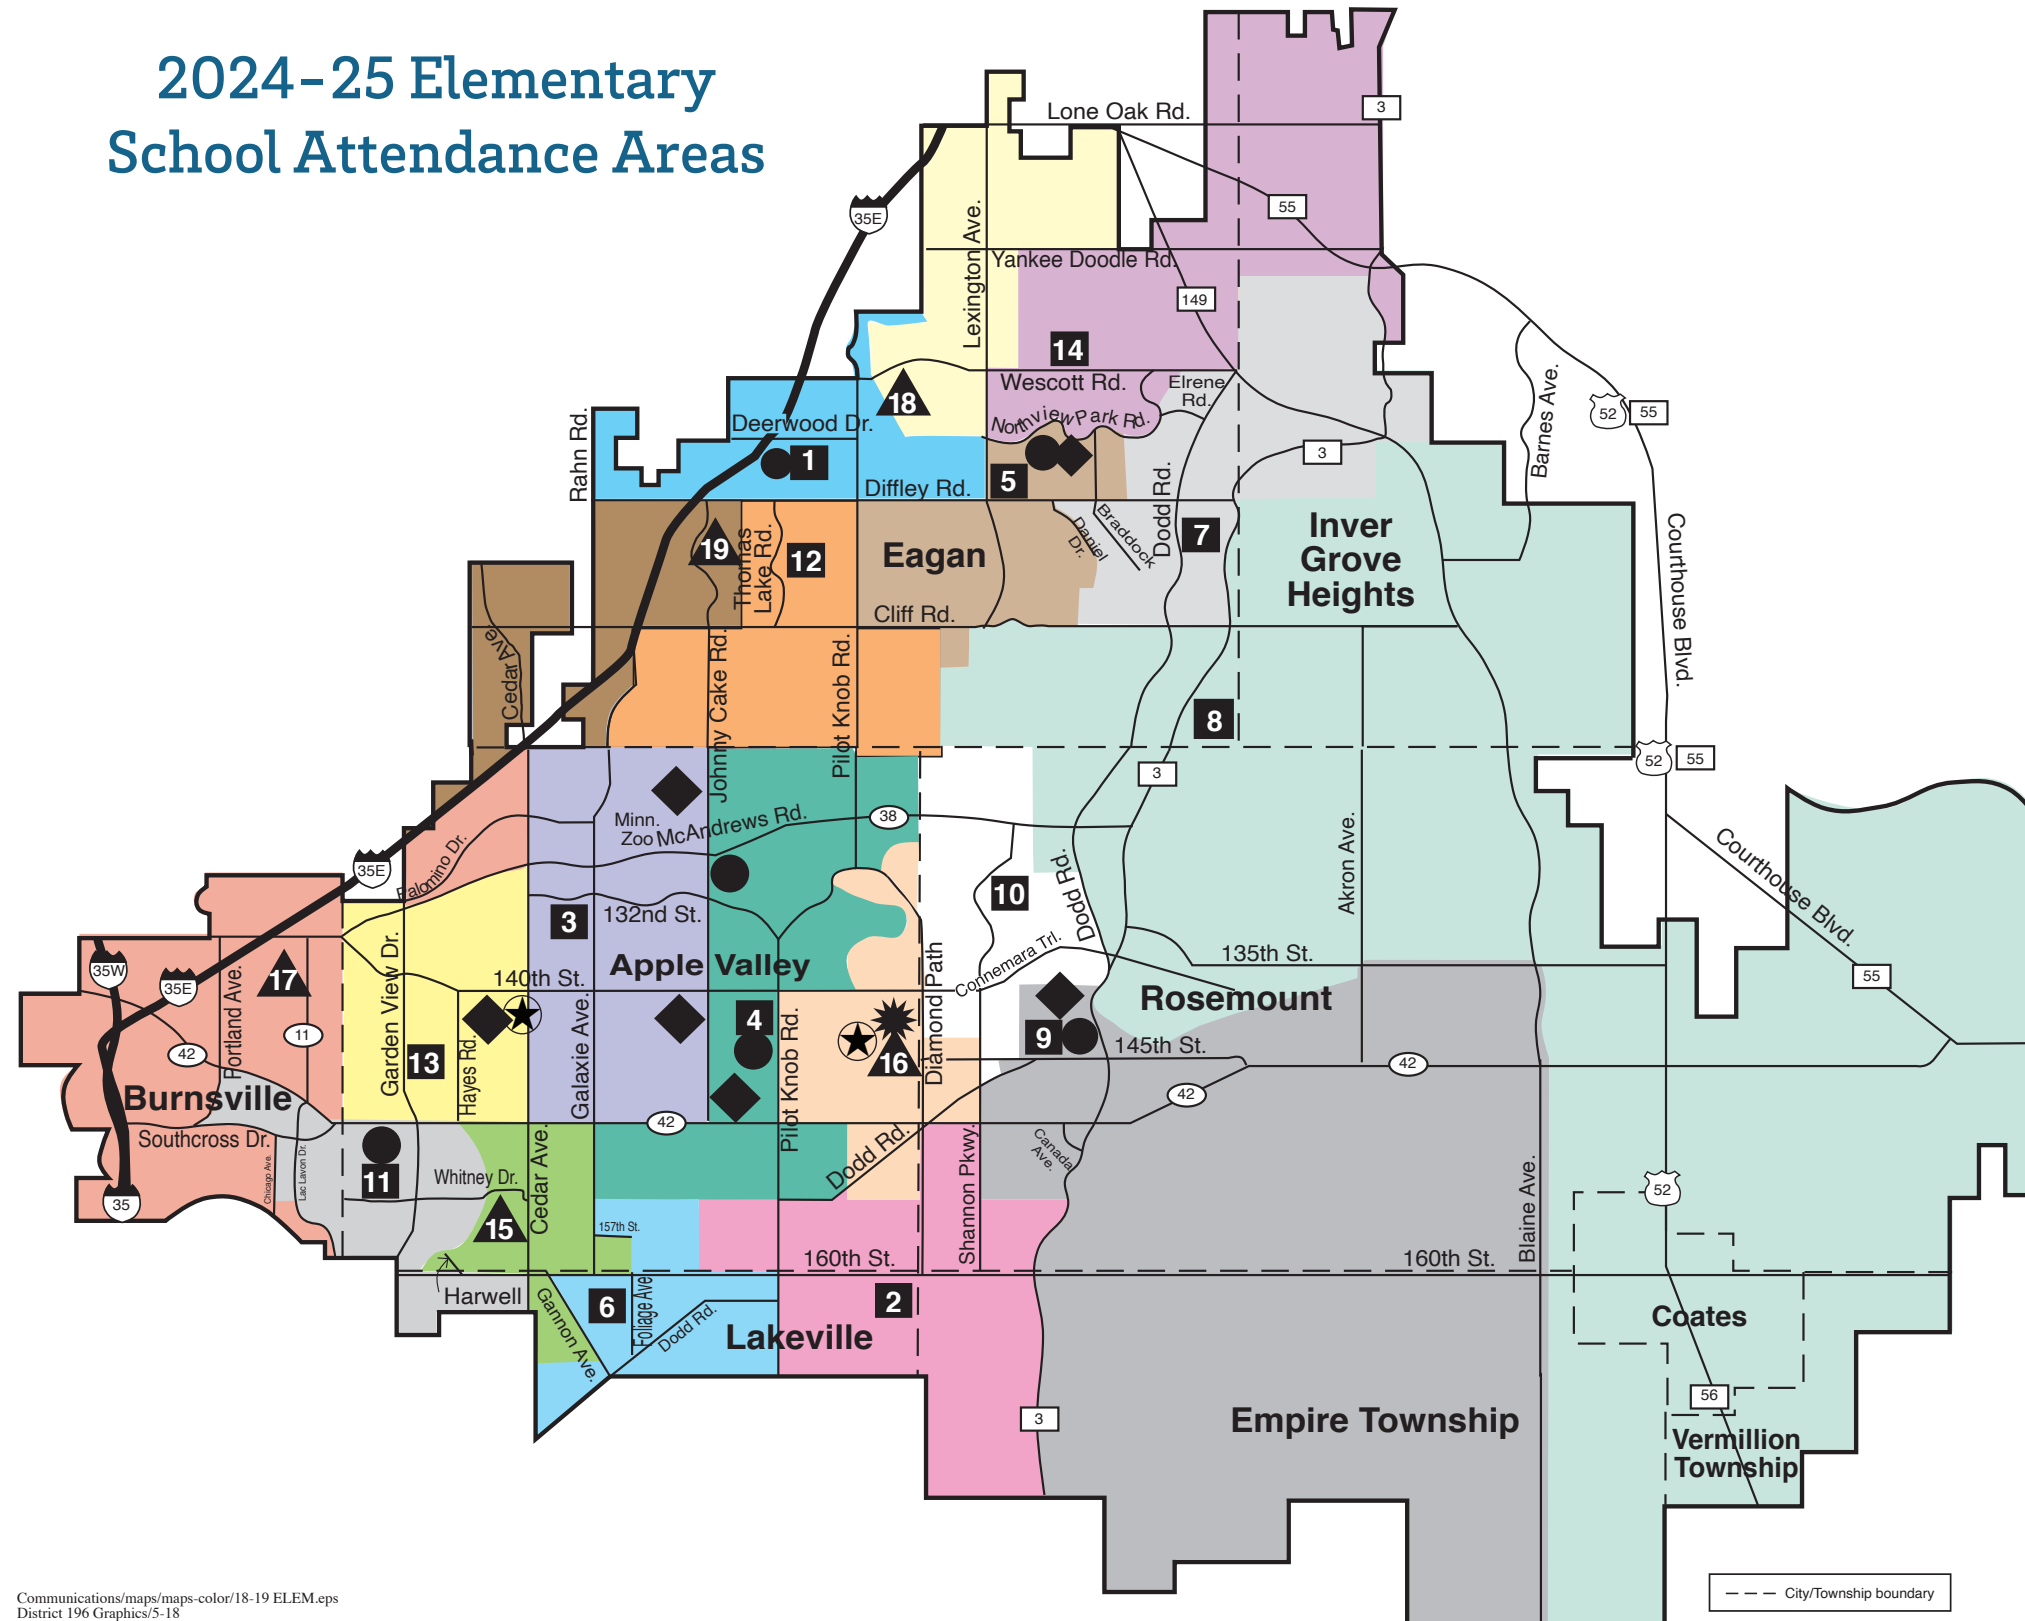 2024-25 Elementary
School Attendance Areas
Lone Oak Rd.
3
55
35E
Lexington Ave.
Yankee Doodle Rd.
149
14
Wescott Rd.
Elrene
Rd.
18
Northview Park Rd.
Deerwood Dr.
Rahn Rd.
1
5
Diffley Rd.
Dodd Rd.
3
Barnes Ave.
52
55
Thomas
Lake Rd.
19
12
Eagan
Daniel
Dr.
Braddock
7
Inver
Grove
Heights
Courthouse Blvd.
Cliff Rd.
Cedar Ave.
Johnny Cake Rd.
Pilot Knob Rd.
8
52
55
3
Minn.
Zoo
McAndrews Rd.
38
35E
Palomino Dr.
10
Dodd Rd.
Akron Ave.
Courthouse Blvd.
55
3
132nd St.
Apple Valley
Diamond Path
Connemara Trl.
135th St.
35W
35E
17
Portland Ave.
Garden View Dr.
140th St.
Rosemount
42
11
13
Hayes Rd.
Galaxie Ave.
4
Pilot Knob Rd.
16
9
145th St.
42
42
Burnsville
Southcross Dr.
Chicago Ave.
Lac Lavon Dr.
11
Whitney Dr.
42
Cedar Ave.
Dodd Rd.
Shannon Pkwy.
Canada
Ave.
Blaine Ave.
52
35
15
157th St.
160th St.
160th St.
Harwell
Gannon Ave.
6
Foliage Ave.
Dodd Rd.
2
Lakeville
Coates
56
3
Empire Township
Vermillion
Township
City/Township boundary
Communications/maps/maps-color/18-19 ELEM.eps
District 196 Graphics/5-18